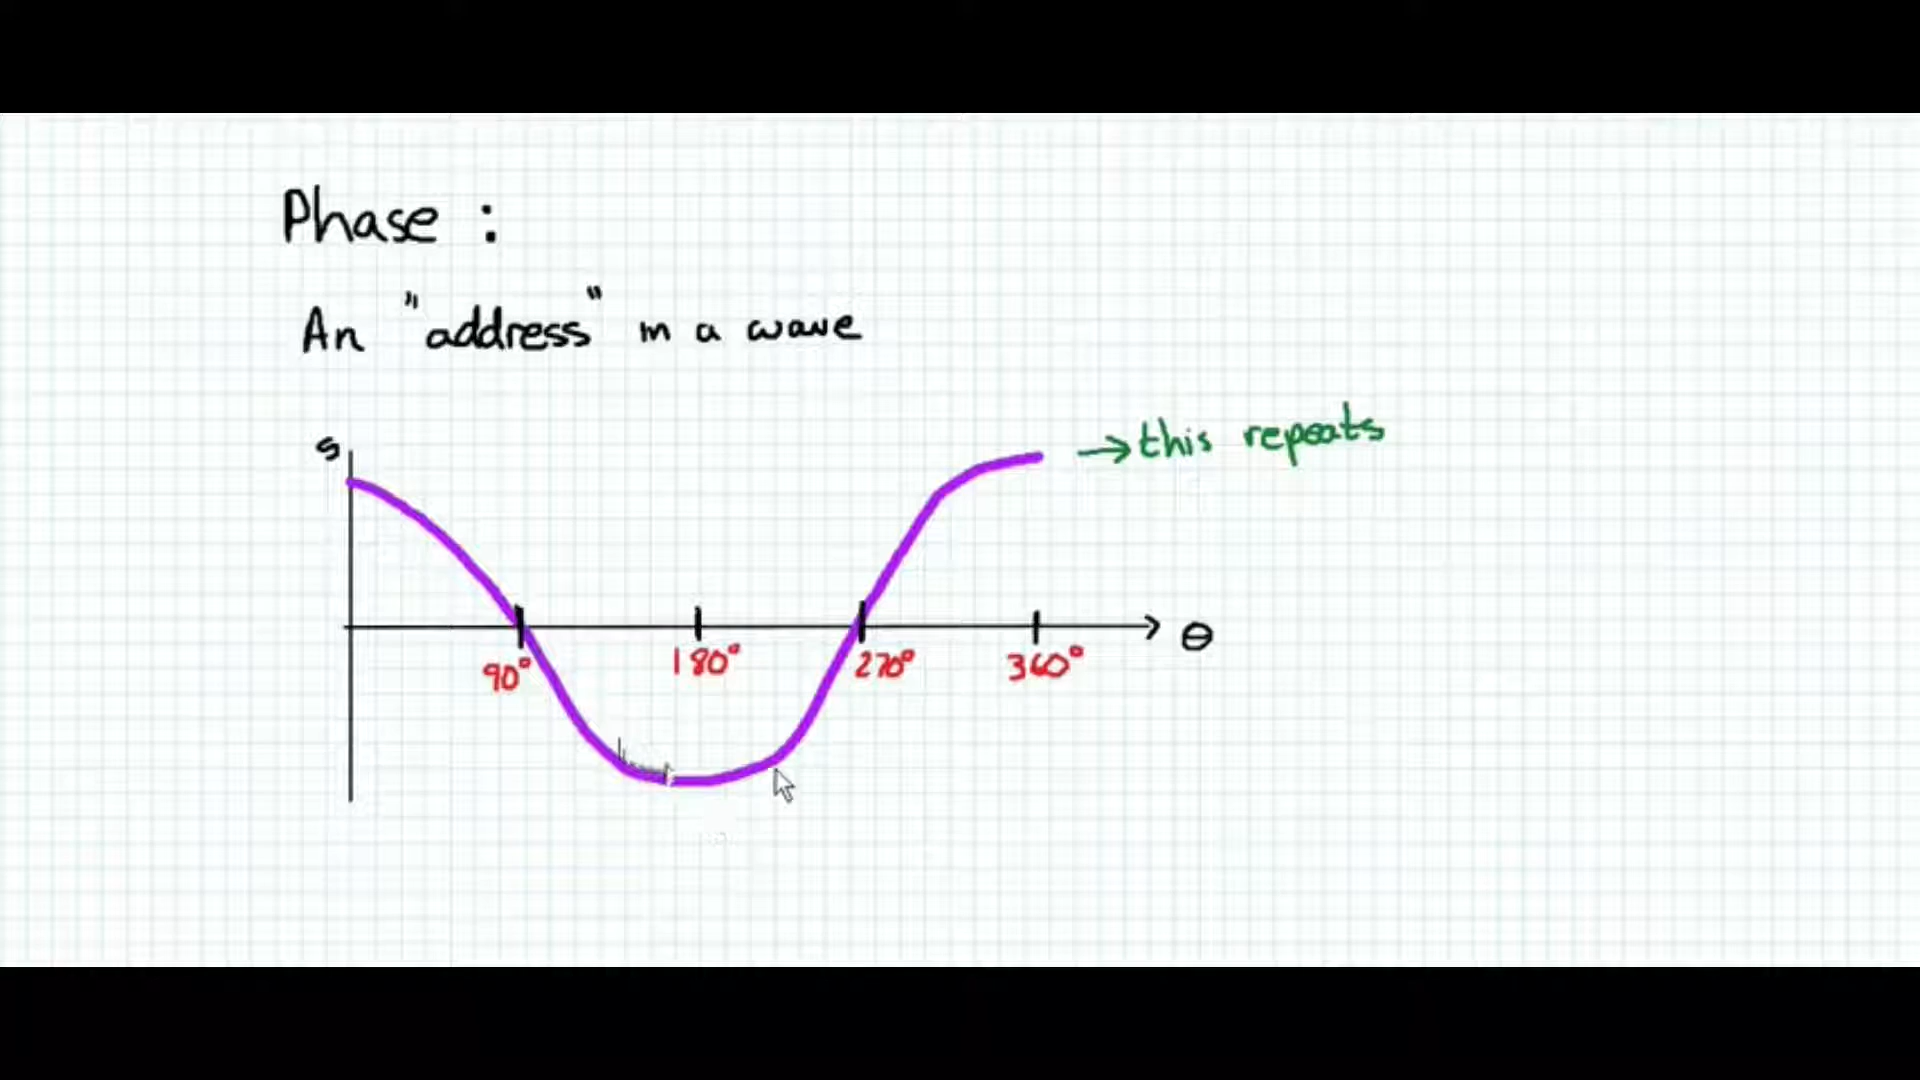 Phase :
An "address" in a wave
s
→ this repeats
90° 180° 270° 360°
θ